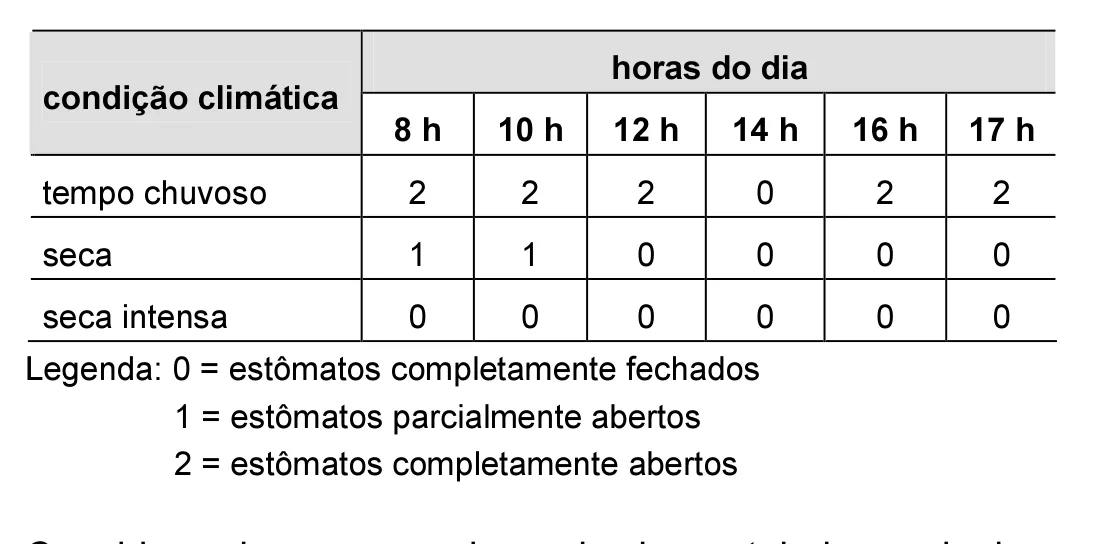 condição climática horas do dia
8 h 10 h 12 h 14 h 16 h 17 h
tempo chuvoso 2 2 2 0 2 2
seca 1 1 0 0 0 0
seca intensa 0 0 0 0 0 0
Legenda: 0 = estômatos completamente fechados
1 = estômatos parcialmente abertos
2 = estômatos completamente abertos